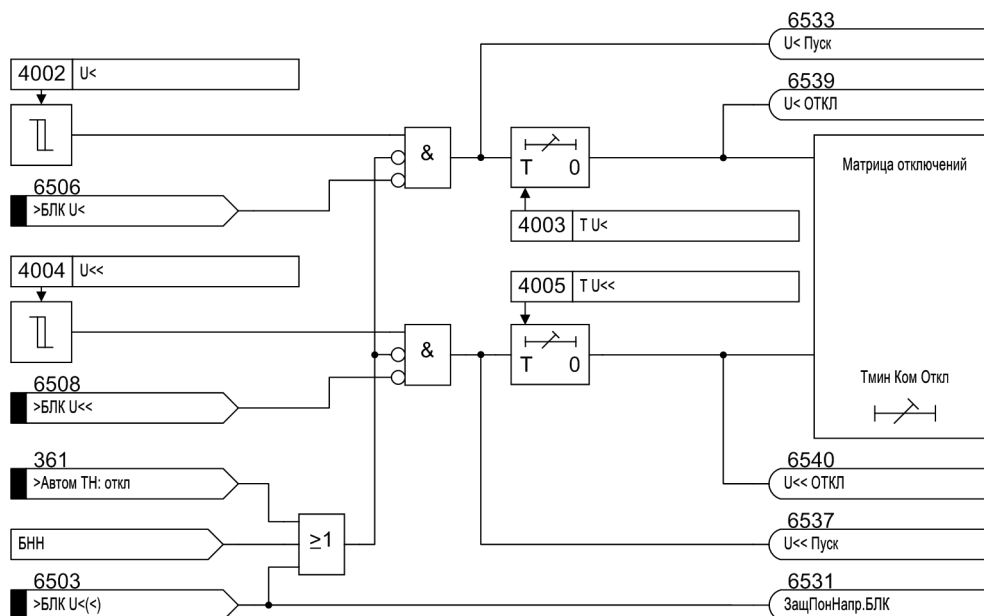 6533
U< Пуск
4002 U<
6539
U< ОТКЛ
&
Матрица отключений
T 0
6506
>БЛК U<
4003 T U<
4004 U<<
4005 T U<<
&
T 0
Тмин Ком Откл
6508
>БЛК U<<
361
>Автом ТН: откл
6540
U<< ОТКЛ
БНН
≥1
6537
U<< Пуск
6503
>БЛК U<(<)
6531
ЗащПонНапр.БЛК